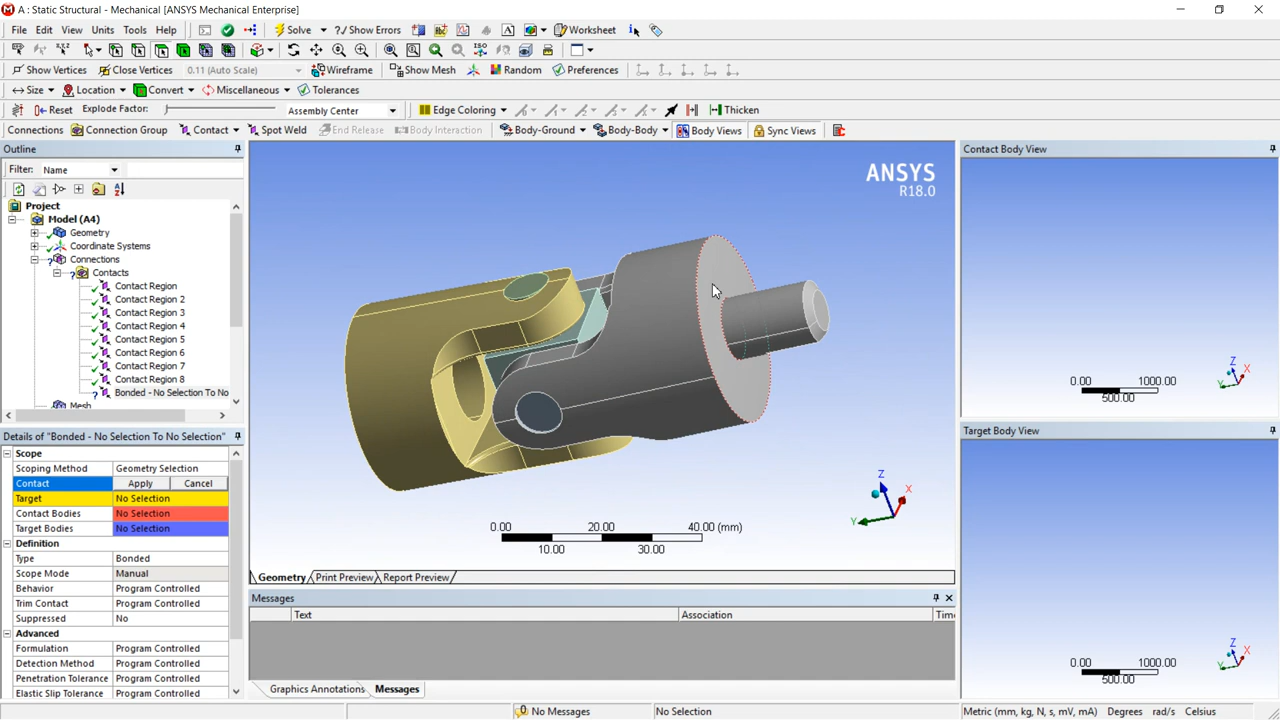 A : Static Structural - Mechanical [ANSYS Mechanical Enterprise]
File Edit View Units Tools Help Solve Show Errors Worksheet
Show Vertices Close Vertices 0.11 (Auto Scale) Wireframe Show Mesh Random Preferences
Size Location Convert Miscellaneous Tolerances
Reset Explode Factor: Assembly Center Edge Coloring Thicken
Connections Connection Group Contact Spot Weld End Release Body Interaction Body-Ground Body-Body Body Views Sync Views
Outline
Filter: Name
Project
Model (A4)
Geometry
Coordinate Systems
Connections
Contacts
Contact Region
Contact Region 2
Contact Region 3
Contact Region 4
Contact Region 5
Contact Region 6
Contact Region 7
Contact Region 8
Bonded - No Selection To No
Mesh
Details of "Bonded - No Selection To No Selection"
Scope
Scoping Method Geometry Selection
Contact Apply Cancel
Target No Selection
Contact Bodies No Selection
Target Bodies No Selection
Definition
Type Bonded
Scope Mode Manual
Behavior Program Controlled
Trim Contact Program Controlled
Suppressed No
Advanced
Formulation Program Controlled
Detection Method Program Controlled
Penetration Tolerance Program Controlled
Elastic Slip Tolerance Program Controlled
ANSYS
R18.0
Z
X
Y
0.00 20.00 40.00 (mm)
10.00 30.00
Geometry Print Preview Report Preview
Messages
Text Association Time
Graphics Annotations Messages
Contact Body View
0.00 1000.00
500.00
Z
X
Y
Target Body View
0.00 1000.00
500.00
Z
X
Y
0 No Messages No Selection Metric (mm, kg, N, s, mV, mA) Degrees rad/s Celsius